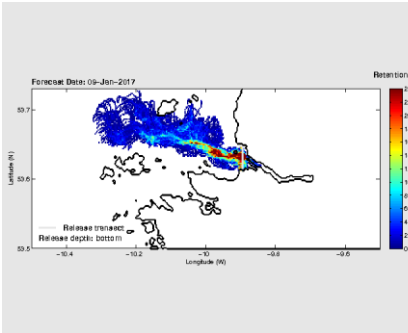 Retention
Forecast Date: 09-Jan-2017
53.7
53.6
53.5
Latitude (N)
Release transect
Release depth: bottom
-10.4
-10.2
-10
-9.8
-9.6
Longitude (W)